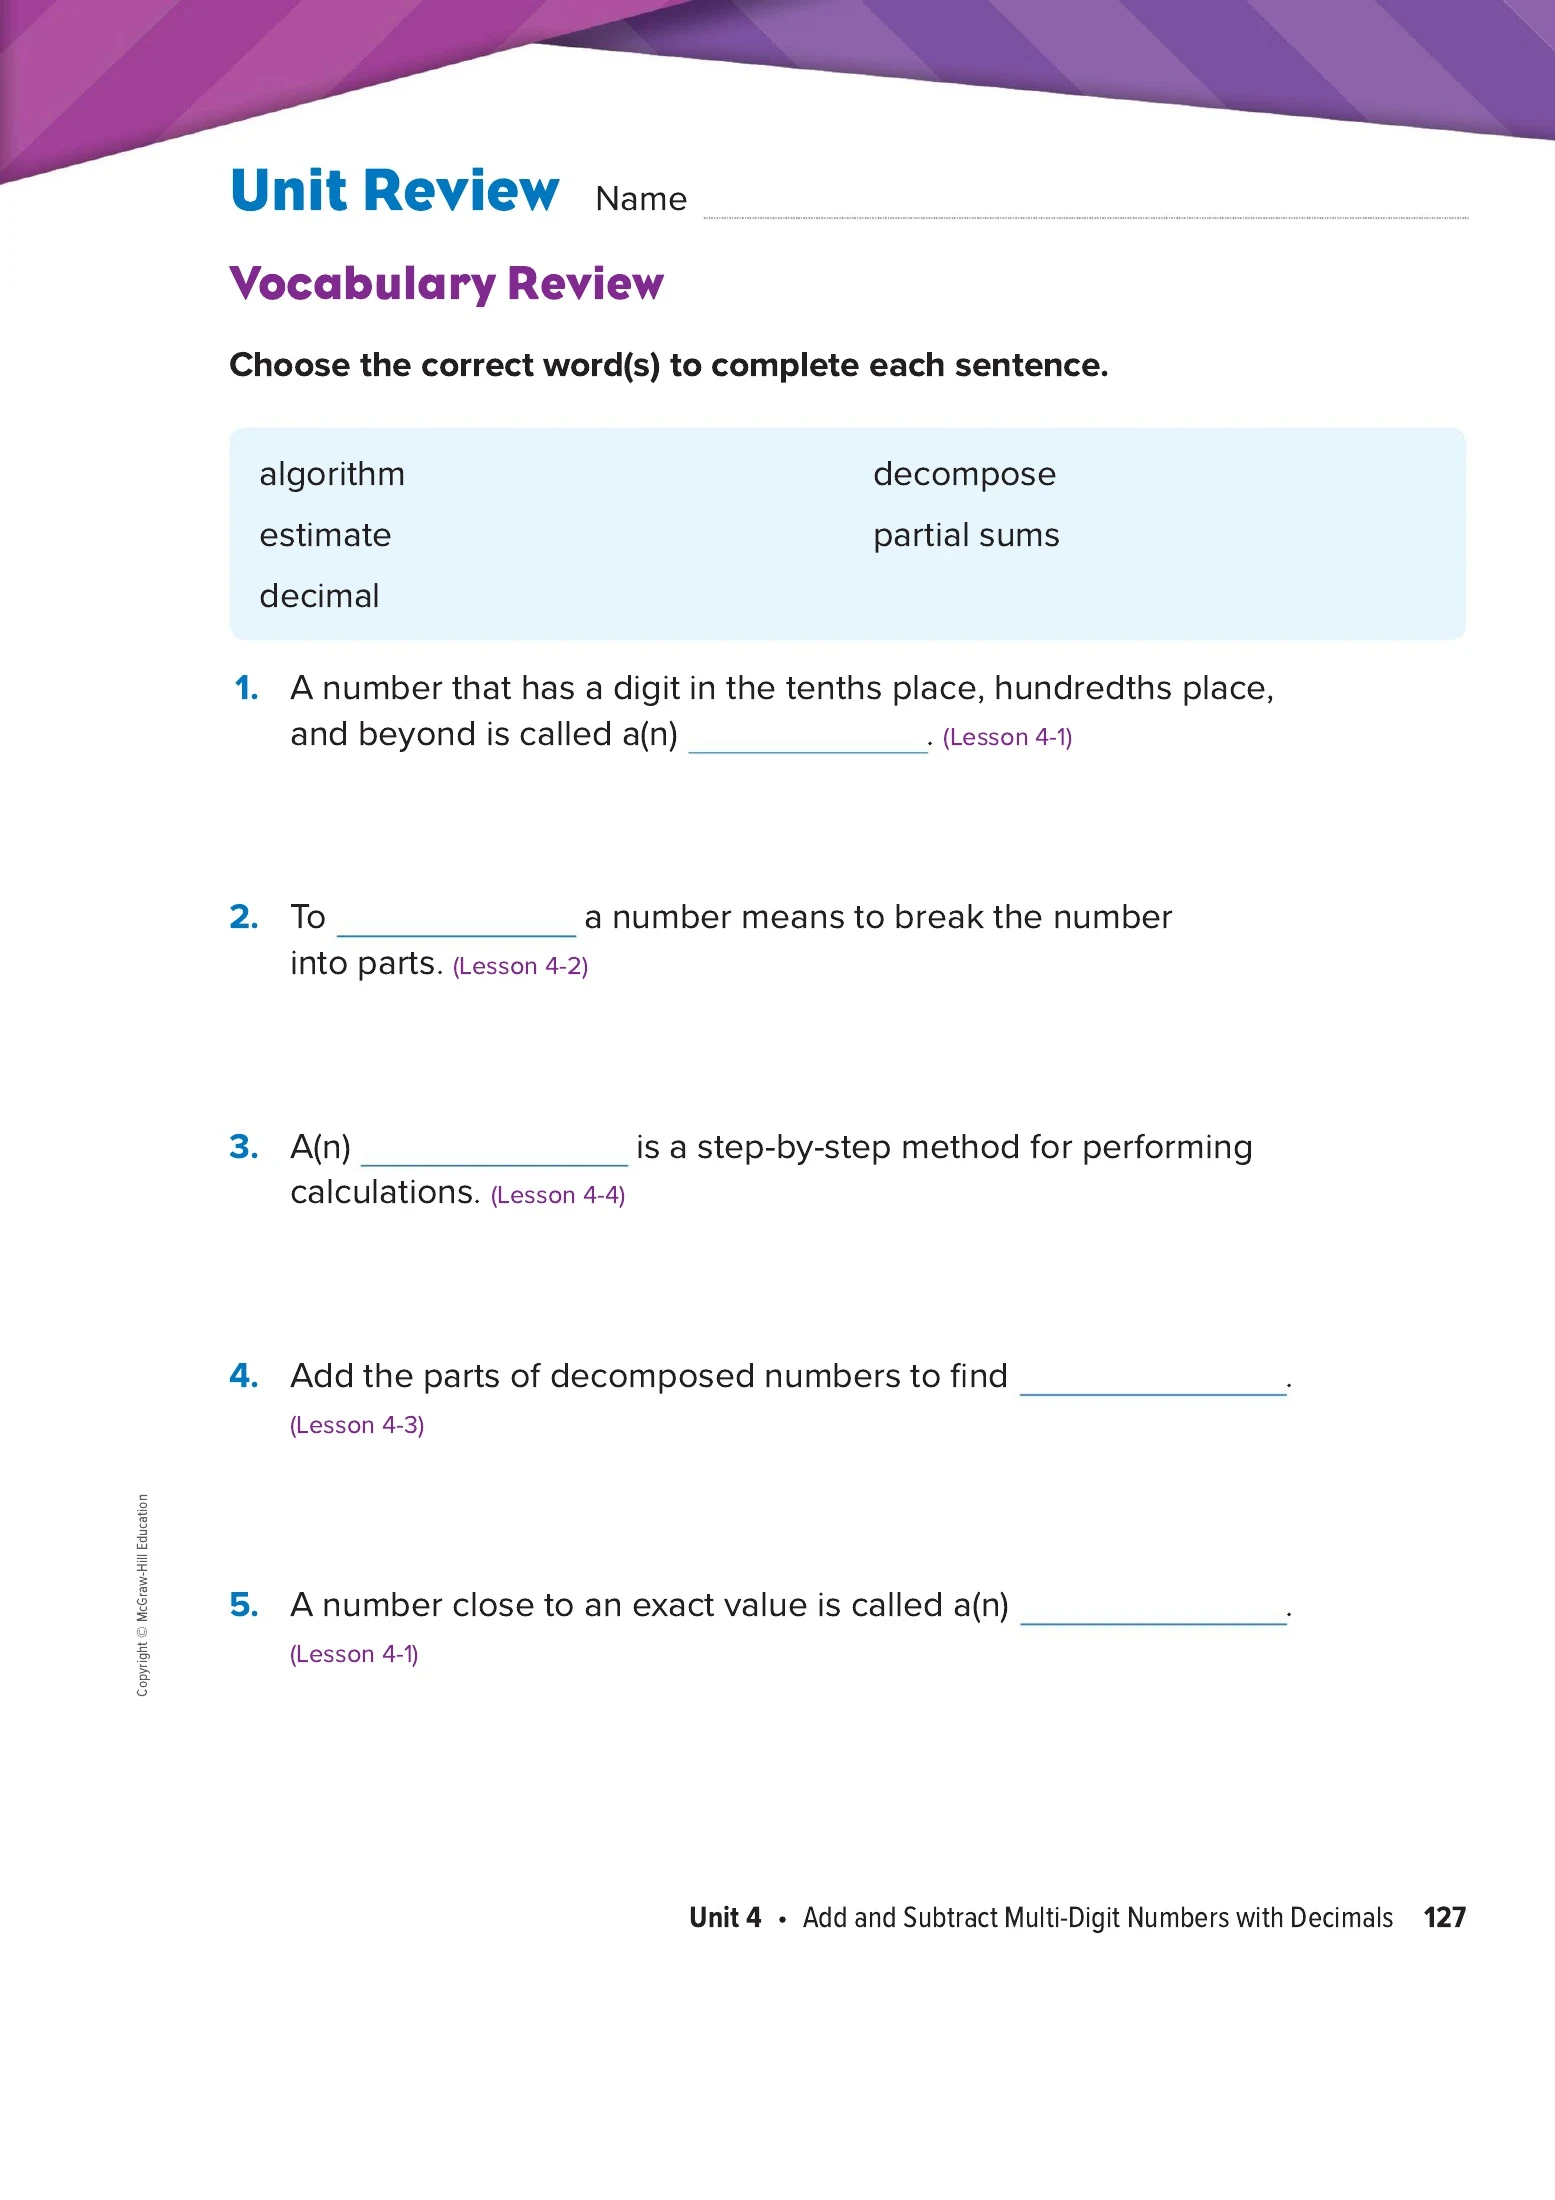 Unit Review Name
Vocabulary Review
Choose the correct word(s) to complete each sentence.
algorithm decompose
estimate partial sums
decimal
1. A number that has a digit in the tenths place, hundredths place,
and beyond is called a(n) ______________. (Lesson 4-1)
2. To ______________ a number means to break the number
into parts. (Lesson 4-2)
3. A(n) ______________ is a step-by-step method for performing
calculations. (Lesson 4-4)
4. Add the parts of decomposed numbers to find ______________.
(Lesson 4-3)
5. A number close to an exact value is called a(n) ______________.
(Lesson 4-1)
Copyright © McGraw-Hill Education
Unit 4 • Add and Subtract Multi-Digit Numbers with Decimals 127